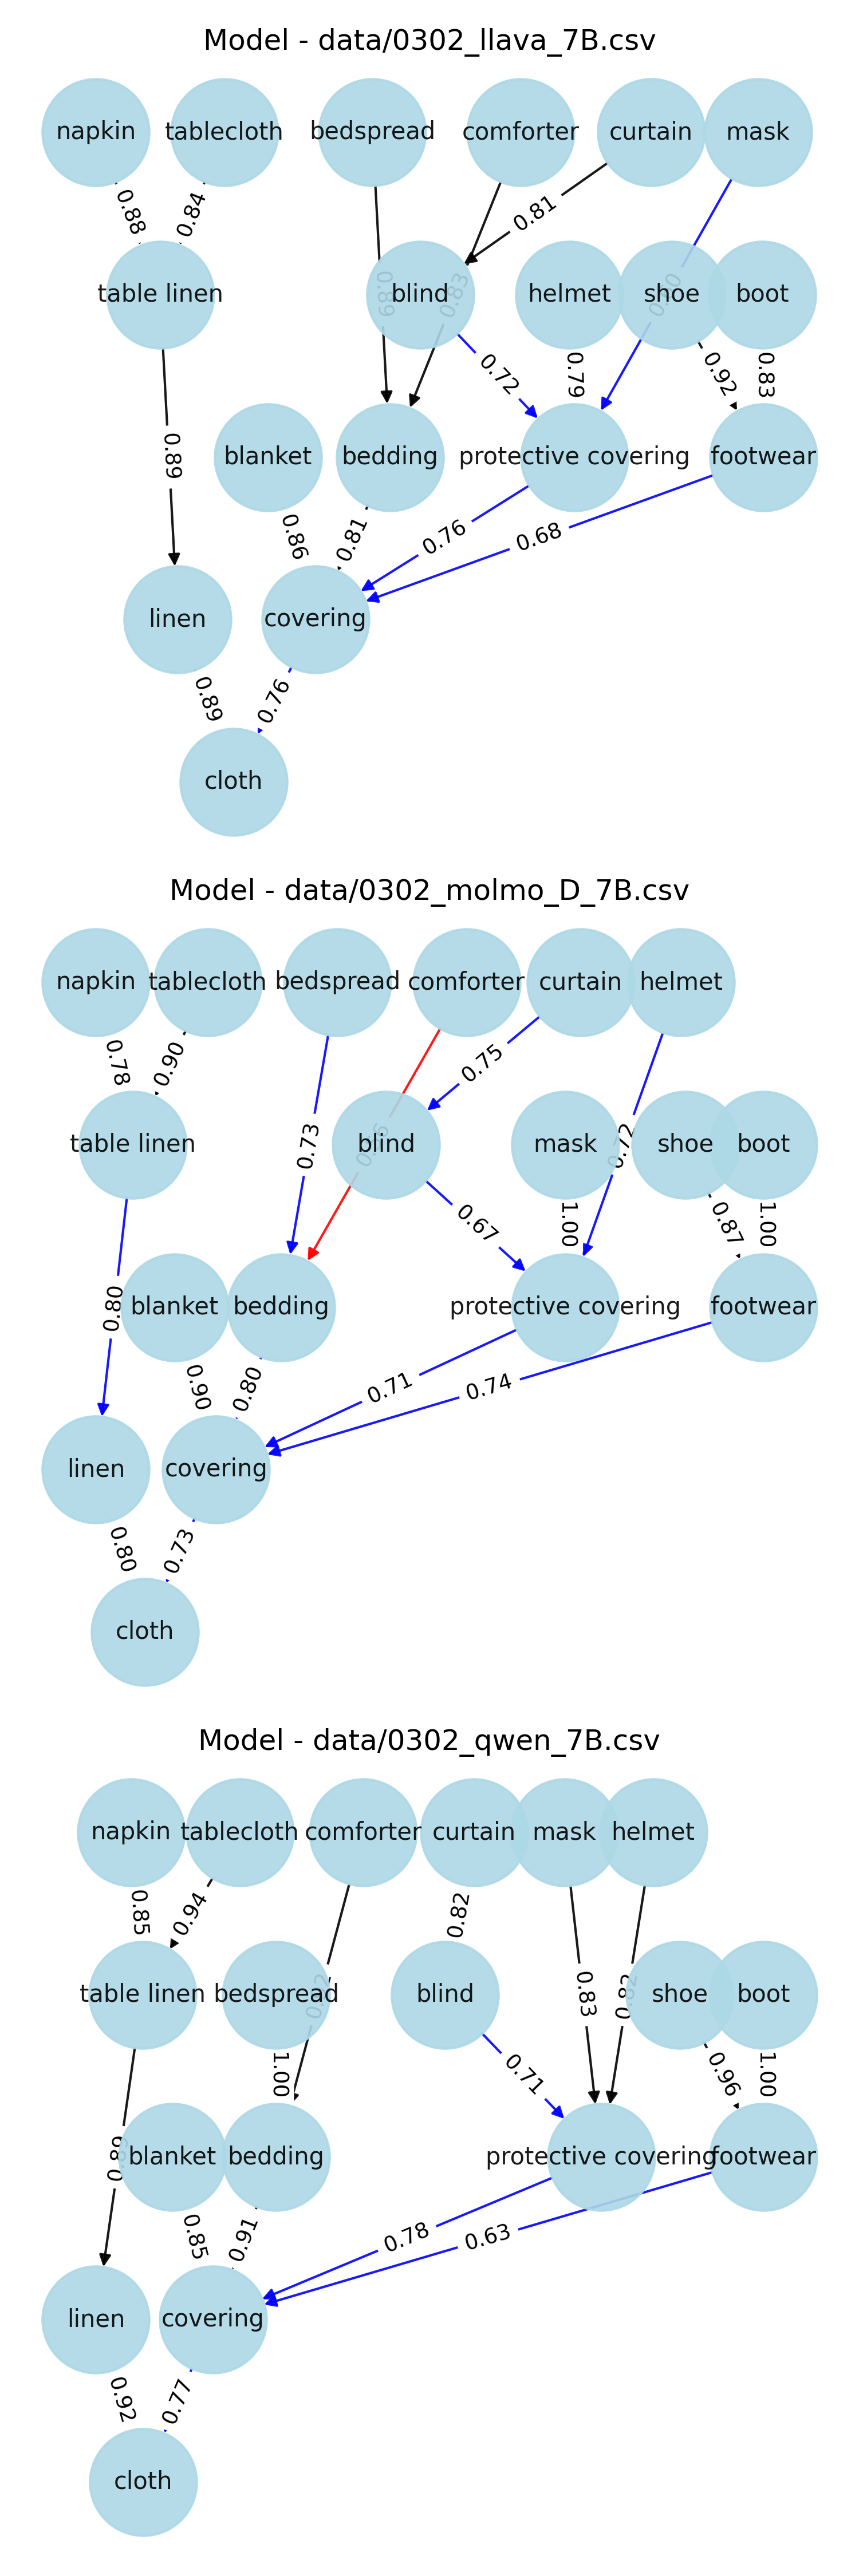 Model - data/0302_llava_7B.csv
napkin tablecloth bedspread comforter curtain mask
0.88 0.84 0.81
table linen blind helmet shoe boot
0.89 0.83
0.72 0.79 0.92 0.83
blanket bedding protective covering footwear
0.89
0.86 0.81 0.76 0.68
linen covering
0.89 0.76
cloth
Model - data/0302_molmo_D_7B.csv
napkin tablecloth bedspread comforter curtain helmet
0.78 0.90 0.75
table linen blind mask shoe boot
0.73 0.72
0.67 1.00 0.87 1.00
blanket bedding protective covering footwear
0.80
0.90 0.80 0.71 0.74
linen covering
0.80 0.73
cloth
Model - data/0302_qwen_7B.csv
napkin tablecloth comforter curtain mask helmet
0.85 0.94 0.82
table linen bedspread blind shoe boot
0.83 0.82
1.00 0.71 0.96 1.00
blanket bedding protective covering footwear
0.85 0.91 0.78 0.63
linen covering
0.92 0.77
cloth